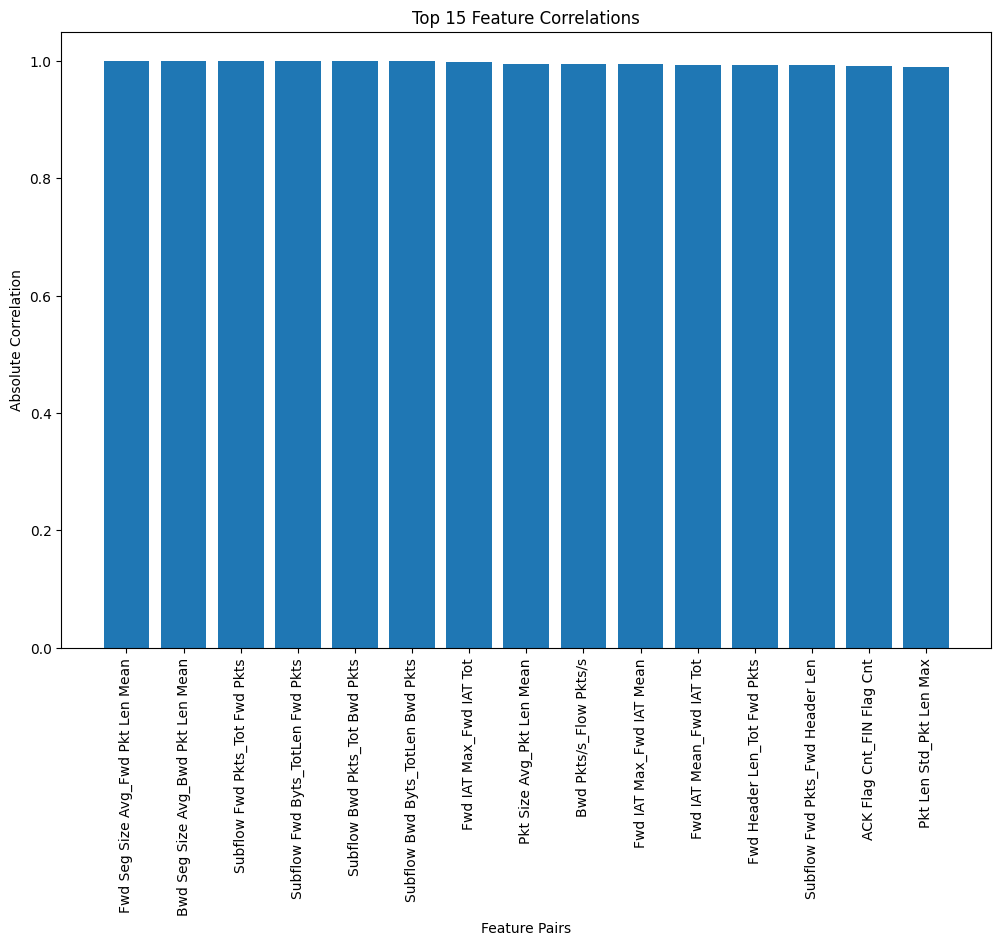 Top 15 Feature Correlations
Absolute Correlation
1.0
0.8
0.6
0.4
0.2
0.0
Fwd Seg Size Avg_Fwd Pkt Len Mean
Bwd Seg Size Avg_Bwd Pkt Len Mean
Subflow Fwd Pkts_Tot Fwd Pkts
Subflow Fwd Byts_TotLen Fwd Pkts
Subflow Bwd Pkts_Tot Bwd Pkts
Subflow Bwd Byts_TotLen Bwd Pkts
Fwd IAT Max_Fwd IAT Tot
Pkt Size Avg_Pkt Len Mean
Bwd Pkts/s_Flow Pkts/s
Fwd IAT Max_Fwd IAT Mean
Fwd IAT Mean_Fwd IAT Tot
Fwd Header Len_Tot Fwd Pkts
Subflow Fwd Pkts_Fwd Header Len
ACK Flag Cnt_FIN Flag Cnt
Pkt Len Std_Pkt Len Max
Feature Pairs